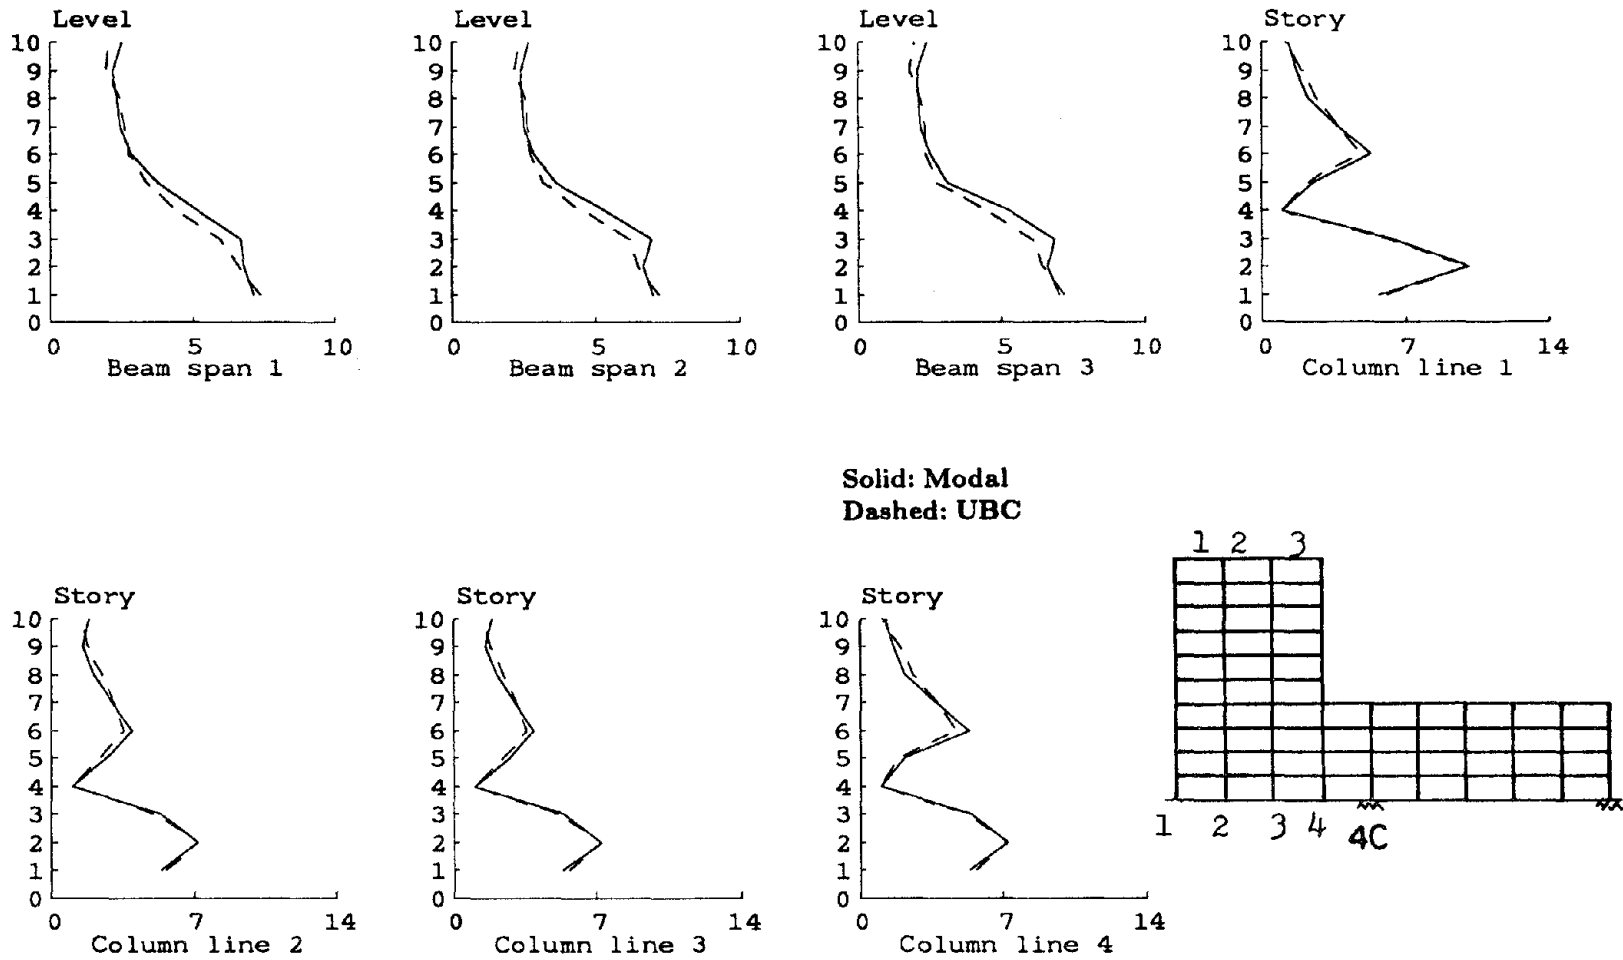 Level
10
9
8
7
6
5
4
3
2
1
0
0 5 10
Beam span 1
Level
10
9
8
7
6
5
4
3
2
1
0
0 5 10
Beam span 2
Level
10
9
8
7
6
5
4
3
2
1
0
0 5 10
Beam span 3
Story
10
9
8
7
6
5
4
3
2
1
0
0 7 14
Column line 1
Solid: Modal
Dashed: UBC
Story
10
9
8
7
6
5
4
3
2
1
0
0 7 14
Column line 2
Story
10
9
8
7
6
5
4
3
2
1
0
0 7 14
Column line 3
Story
10
9
8
7
6
5
4
3
2
1
0
0 7 14
Column line 4
1 2 3
1 2 3 4
4C